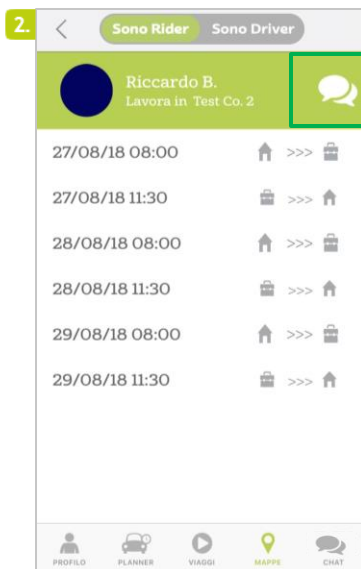 2.
Sono Rider Sono Driver
Riccardo B.
Lavora in Test Co. 2
27/08/18 08:00 >>>
27/08/18 11:30 >>>
28/08/18 08:00 >>>
28/08/18 11:30 >>>
29/08/18 08:00 >>>
29/08/18 11:30 >>>
PROFILO PLANNER VIAGGI MAPPE CHAT